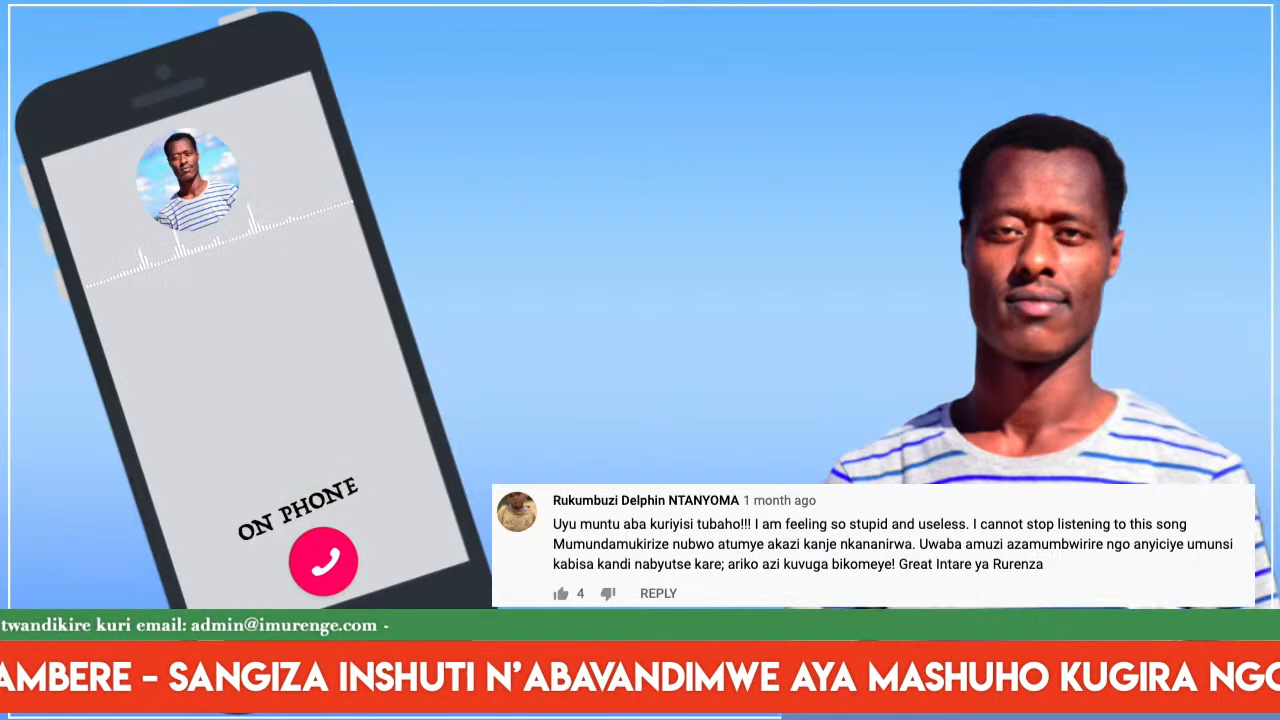 ON PHONE
Rukumbuzi Delphin NTANYOMA 1 month ago
Uyu muntu aba kuriyisi tubaho!!! I am feeling so stupid and useless. I cannot stop listening to this song
Mumundamukirize nubwo atumye akazi kanje nkananirwa. Uwaba amuzi azamumbwirire ngo anyiciye umunsi
kabisa kandi nabyutse kare; ariko azi kuvuga bikomeye! Great Intare ya Rurenza
4 REPLY
twandikire kuri email: admin@imurenge.com -
AMBERE - SANGIZA INSHUTI N'ABAVANDIMWE AYA MASHUHO KUGIRA NGO